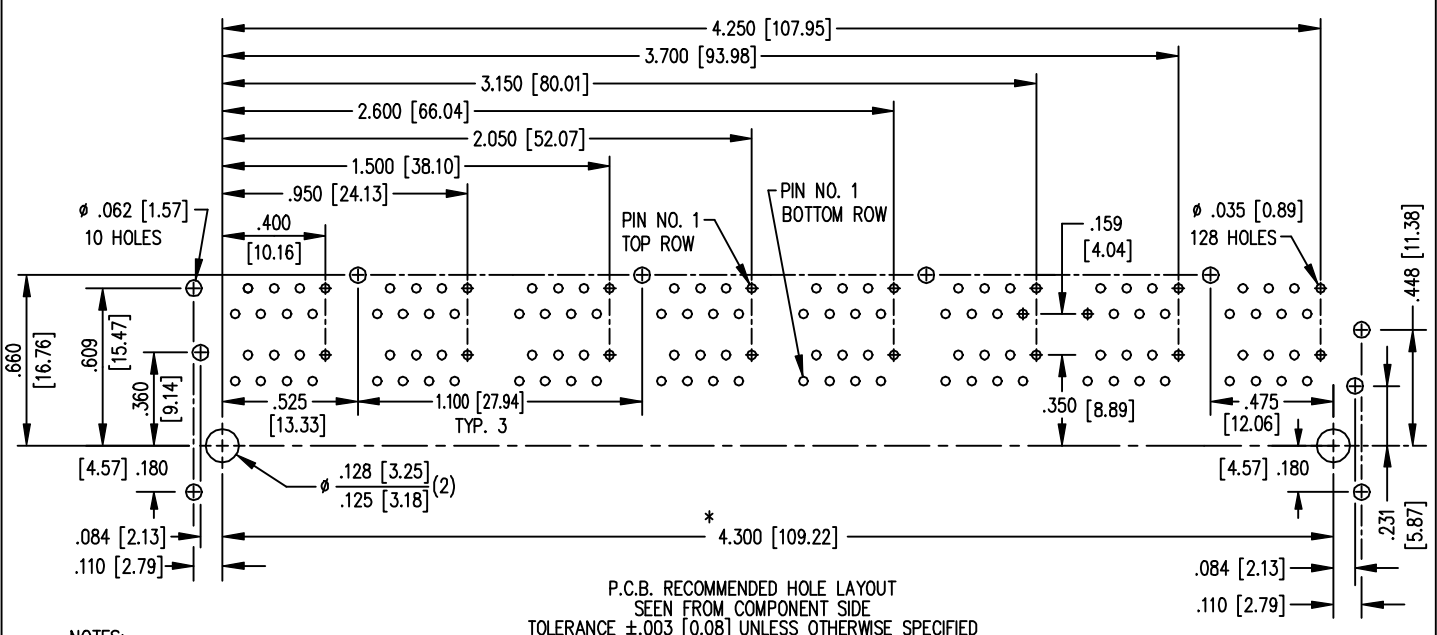 4.250 [107.95]
3.700 [93.98]
3.150 [80.01]
2.600 [66.04]
2.050 [52.07]
1.500 [38.10]
.950 [24.13]
ø .062 [1.57]
10 HOLES
.400
[10.16]
PIN NO. 1
TOP ROW
PIN NO. 1
BOTTOM ROW
.159
[4.04]
ø .035 [0.89]
128 HOLES
.448 [11.38]
.660
[16.76]
.609
[15.47]
.360
[9.14]
.525
[13.33]
1.100 [27.94]
TYP. 3
.350 [8.89]
.475
[12.06]
[4.57] .180
ø .128 [3.25]
.125 [3.18] (2)
[4.57] .180
.231
[5.87]
*
4.300 [109.22]
.084 [2.13]
.110 [2.79]
.084 [2.13]
.110 [2.79]
P.C.B. RECOMMENDED HOLE LAYOUT
SEEN FROM COMPONENT SIDE
TOLERANCE ±.003 [0.08] UNLESS OTHERWISE SPECIFIED
NOTES: